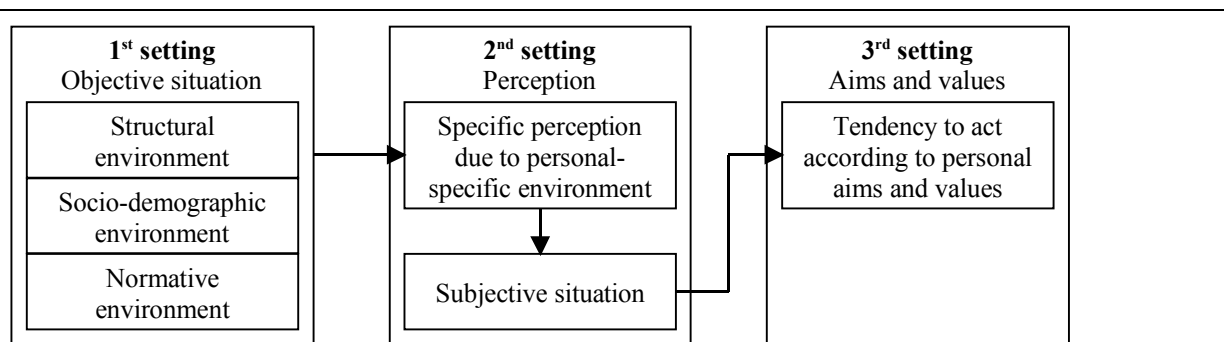 1st setting
Objective situation
Structural
environment
Socio-demographic
environment
Normative
environment
2nd setting
Perception
Specific perception
due to personal-
specific environment
Subjective situation
3rd setting
Aims and values
Tendency to act
according to personal
aims and values